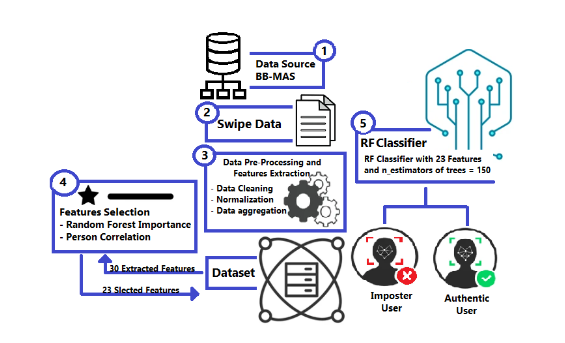 1
Data Source
BB-MAS
2
Swipe Data
3
Data Pre-Processing and
Features Extraction
- Data Cleaning
- Normalization
- Data aggregation
4
Features Selection
- Random Forest Importance
- Person Correlation
30 Extracted Features
23 Slected Features
Dataset
5
RF Classifier
RF Classifier with 23 Features
and n_estimators of trees = 150
Imposter
User
Authentic
User